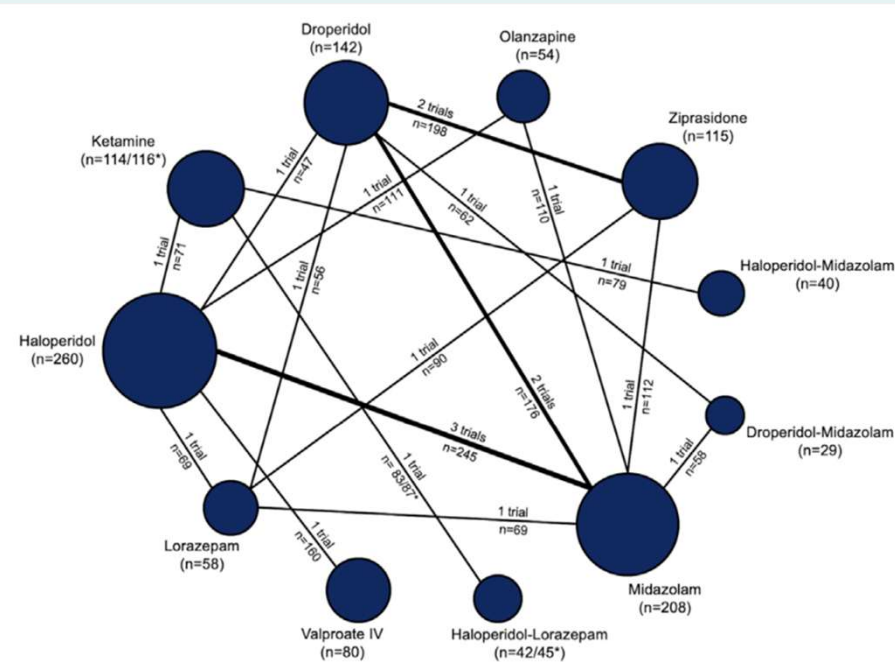 Droperidol
(n=142)
Olanzapine
(n=54)
Ziprasidone
(n=115)
Ketamine
(n=114/116*)
2 trials
n=198
1 trial
n=47
1 trial
n=111
1 trial
n=62
1 trial
n=110
1 trial
n=71
1 trial
n=56
1 trial
n=79
Haloperidol-Midazolam
(n=40)
Haloperidol
(n=260)
1 trial
n=90
2 trials
n=176
1 trial
n=112
Droperidol-Midazolam
(n=29)
3 trials
n=245
1 trial
n=69
1 trial
n= 83/87*
1 trial
n=58
1 trial
n=69
1 trial
n=160
Lorazepam
(n=58)
Midazolam
(n=208)
Valproate IV
(n=80)
Haloperidol-Lorazepam
(n=42/45*)